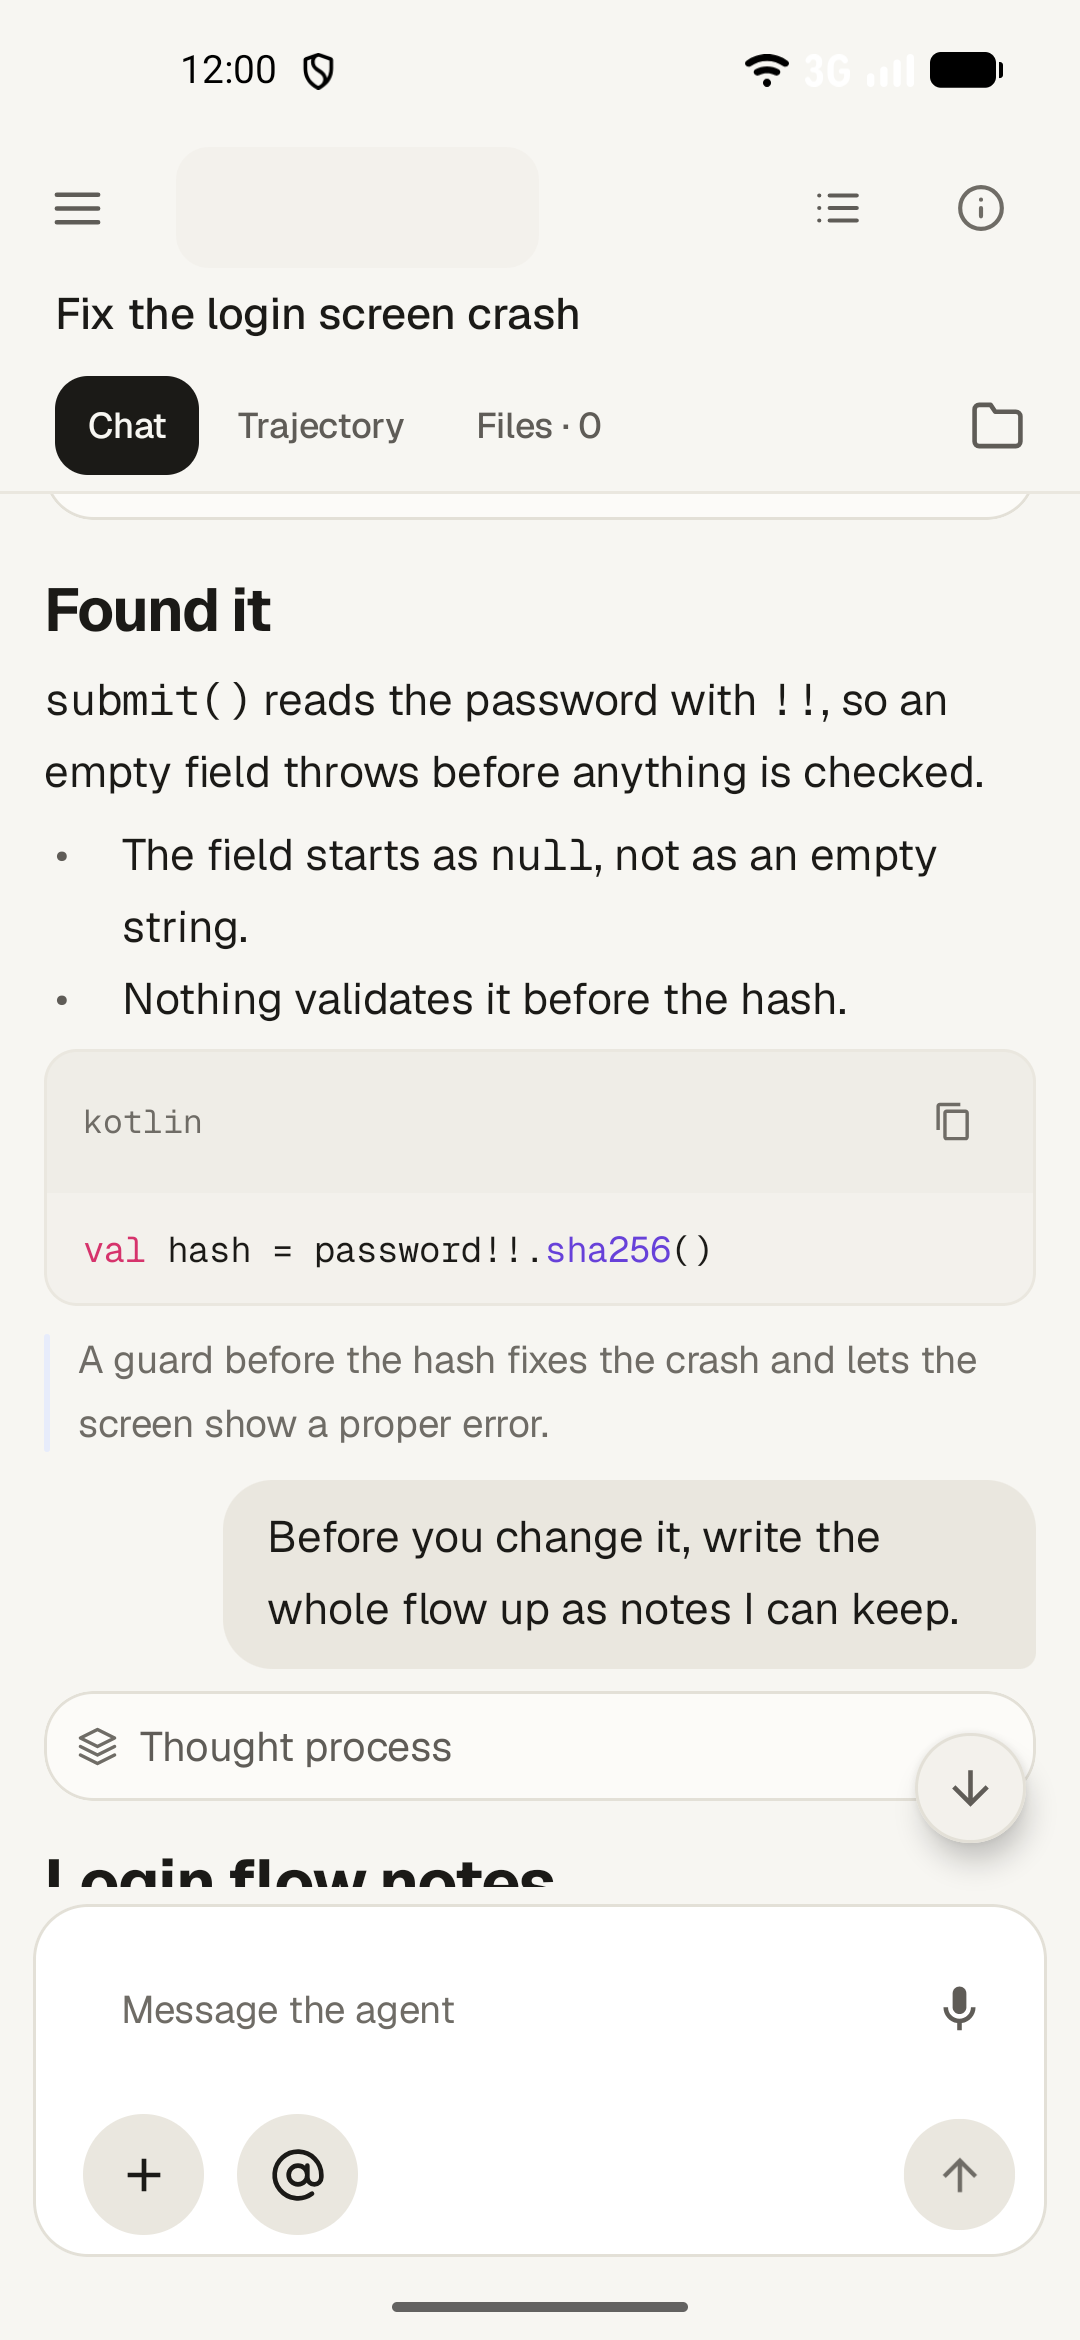 12:00
3G
Fix the login screen crash
Chat
Trajectory
Files · 0
Found it
submit() reads the password with !!, so an
empty field throws before anything is checked.
• The field starts as null, not as an empty
string.
• Nothing validates it before the hash.
kotlin
val hash = password!!.sha256()
A guard before the hash fixes the crash and lets the
screen show a proper error.
Before you change it, write the
whole flow up as notes I can keep.
Thought process
Login flow notes
Message the agent